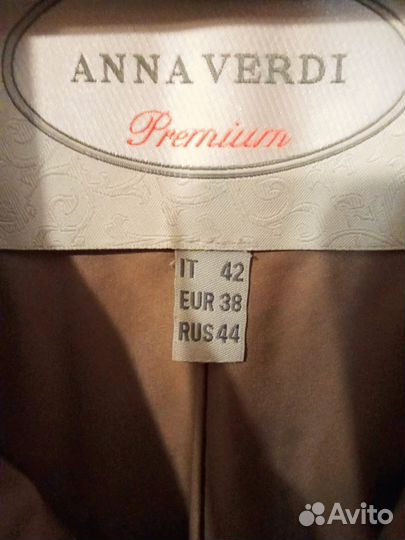 ANNA VERDI
Premium
IT 42
EUR 38
RUS 44
Avito